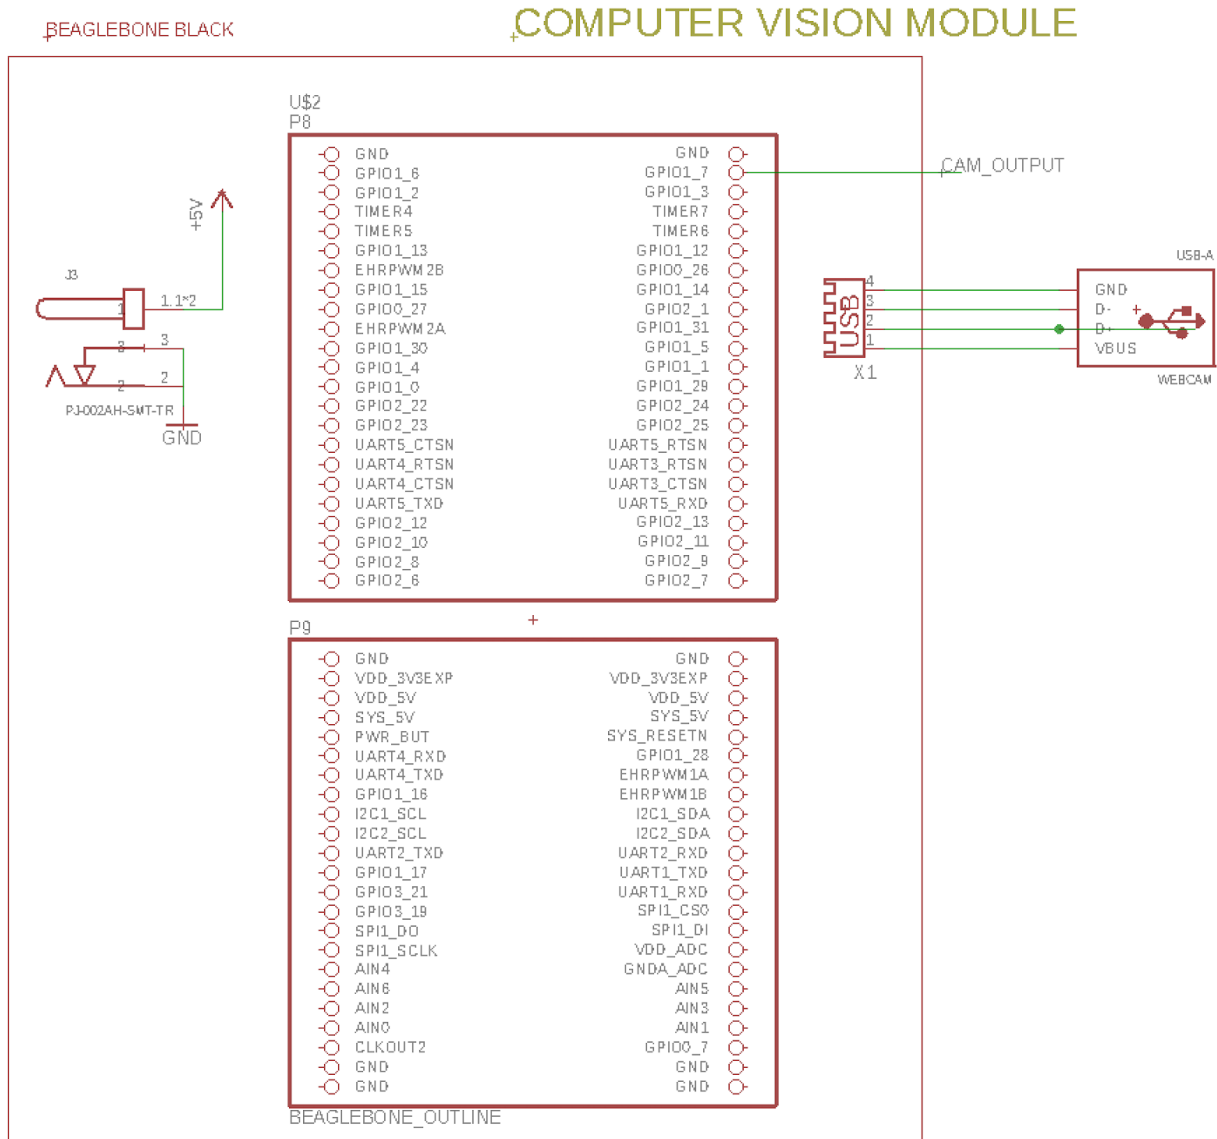 BEAGLEBONE BLACK
COMPUTER VISION MODULE
U$2
P8
GND GND
GPIO1_6 GPIO1_7
GPIO1_2 GPIO1_3
TIMER4 TIMER7
TIMER5 TIMER6
GPIO1_13 GPIO1_12
EHRPWM2B GPIO0_26
GPIO1_15 GPIO1_14
GPIO0_27 GPIO2_1
EHRPWM2A GPIO1_31
GPIO1_30 GPIO1_5
GPIO1_4 GPIO1_1
GPIO1_0 GPIO1_29
GPIO2_22 GPIO2_24
GPIO2_23 GPIO2_25
UART5_CTSN UART5_RTSN
UART4_RTSN UART3_RTSN
UART4_CTSN UART3_CTSN
UART5_TXD UART5_RXD
GPIO2_12 GPIO2_13
GPIO2_10 GPIO2_11
GPIO2_8 GPIO2_9
GPIO2_6 GPIO2_7
CAM_OUTPUT
+5V
J3
1 1.1*2
3 3
2 2
PJ-002AH-SMT-TR
GND
USB
4
3
2
1
X1
USB-A
GND
D-
D+
VBUS
WEBCAM
P9
GND GND
VDD_3V3EXP VDD_3V3EXP
VDD_5V VDD_5V
SYS_5V SYS_5V
PWR_BUT SYS_RESETN
UART4_RXD GPIO1_28
UART4_TXD EHRPWM1A
GPIO1_16 EHRPWM1B
I2C1_SCL I2C1_SDA
I2C2_SCL I2C2_SDA
UART2_TXD UART2_RXD
GPIO1_17 UART1_TXD
GPIO3_21 UART1_RXD
GPIO3_19 SPI1_CS0
SPI1_DO SPI1_DI
SPI1_SCLK VDD_ADC
AIN4 GNDA_ADC
AIN6 AIN5
AIN2 AIN3
AIN0 AIN1
CLKOUT2 GPIO0_7
GND GND
GND GND
BEAGLEBONE_OUTLINE